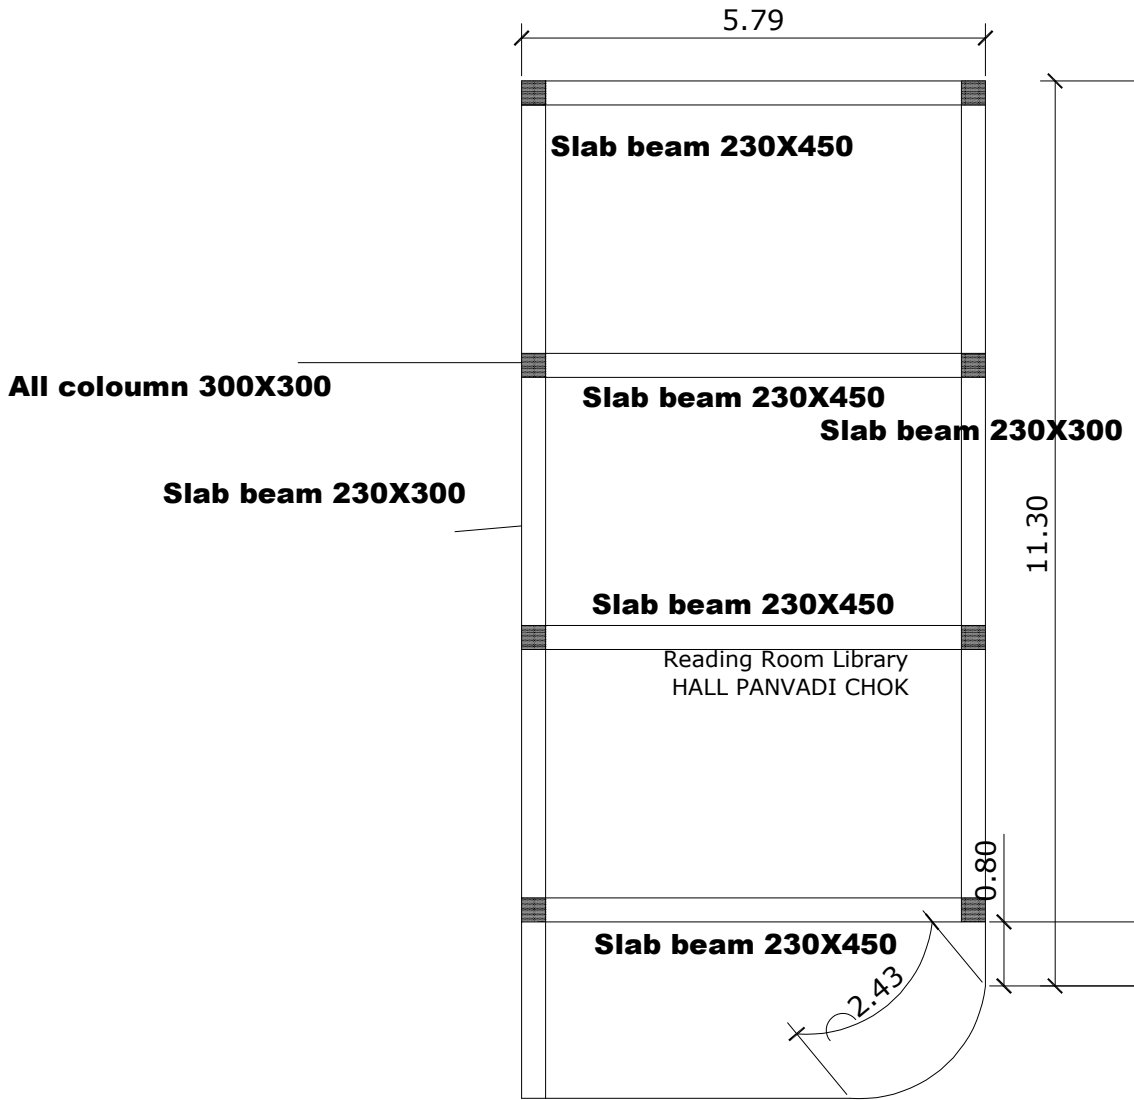 5.79
Slab beam 230X450
All coloumn 300X300
Slab beam 230X450
Slab beam 230X300
Slab beam 230X300
11.30
Slab beam 230X450
Reading Room Library
HALL PANVADI CHOK
0.80
Slab beam 230X450
2.43